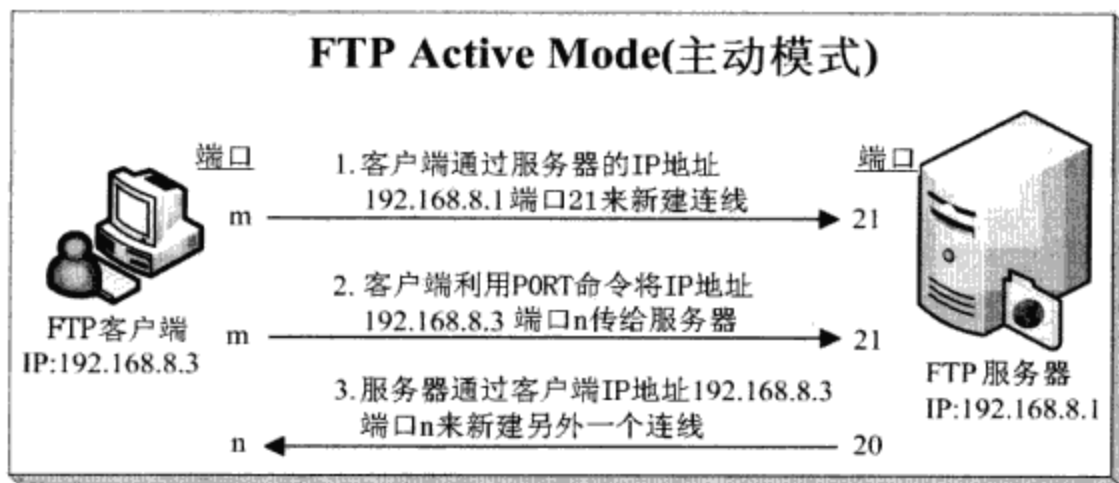 FTP Active Mode(主动模式)
端口
端口
1.客户端通过服务器的IP地址
192.168.8.1端口21来新建连线
m
21
2. 客户端利用PORT命令将IP地址
192.168.8.3 端口n传给服务器
m
21
FTP客户端
IP:192.168.8.3
3.服务器通过客户端IP地址192.168.8.3
端口n来新建另外一个连线
n
20
FTP服务器
IP:192.168.8.1